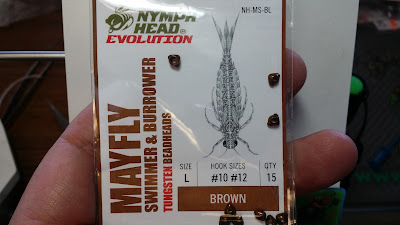 NYMPH
HEAD®
EVOLUTION
NH-MS-BL
MAYFLY
SWIMMER & BURROWER
TUNGSTEN BEADHEADS
SIZE HOOK SIZES QTY
L #10 #12 15
BROWN